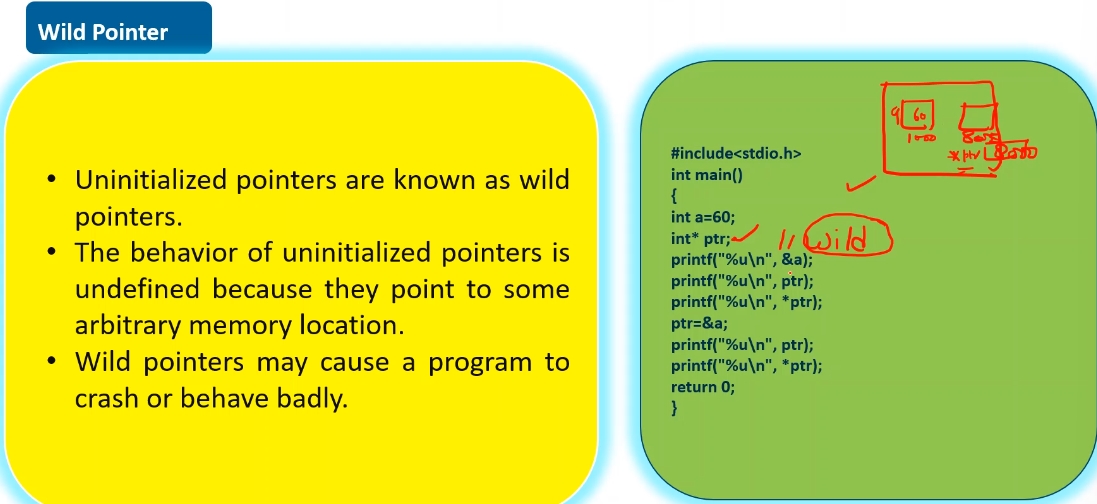 Wild Pointer
• Uninitialized pointers are known as wild
pointers.
• The behavior of uninitialized pointers is
undefined because they point to some
arbitrary memory location.
• Wild pointers may cause a program to
crash or behave badly.
60
1000
*ptr
#include<stdio.h>
int main()
{
int a=60;
int* ptr; // wild
printf("%u\n", &a);
printf("%u\n", ptr);
printf("%u\n", *ptr);
ptr=&a;
printf("%u\n", ptr);
printf("%u\n", *ptr);
return 0;
}